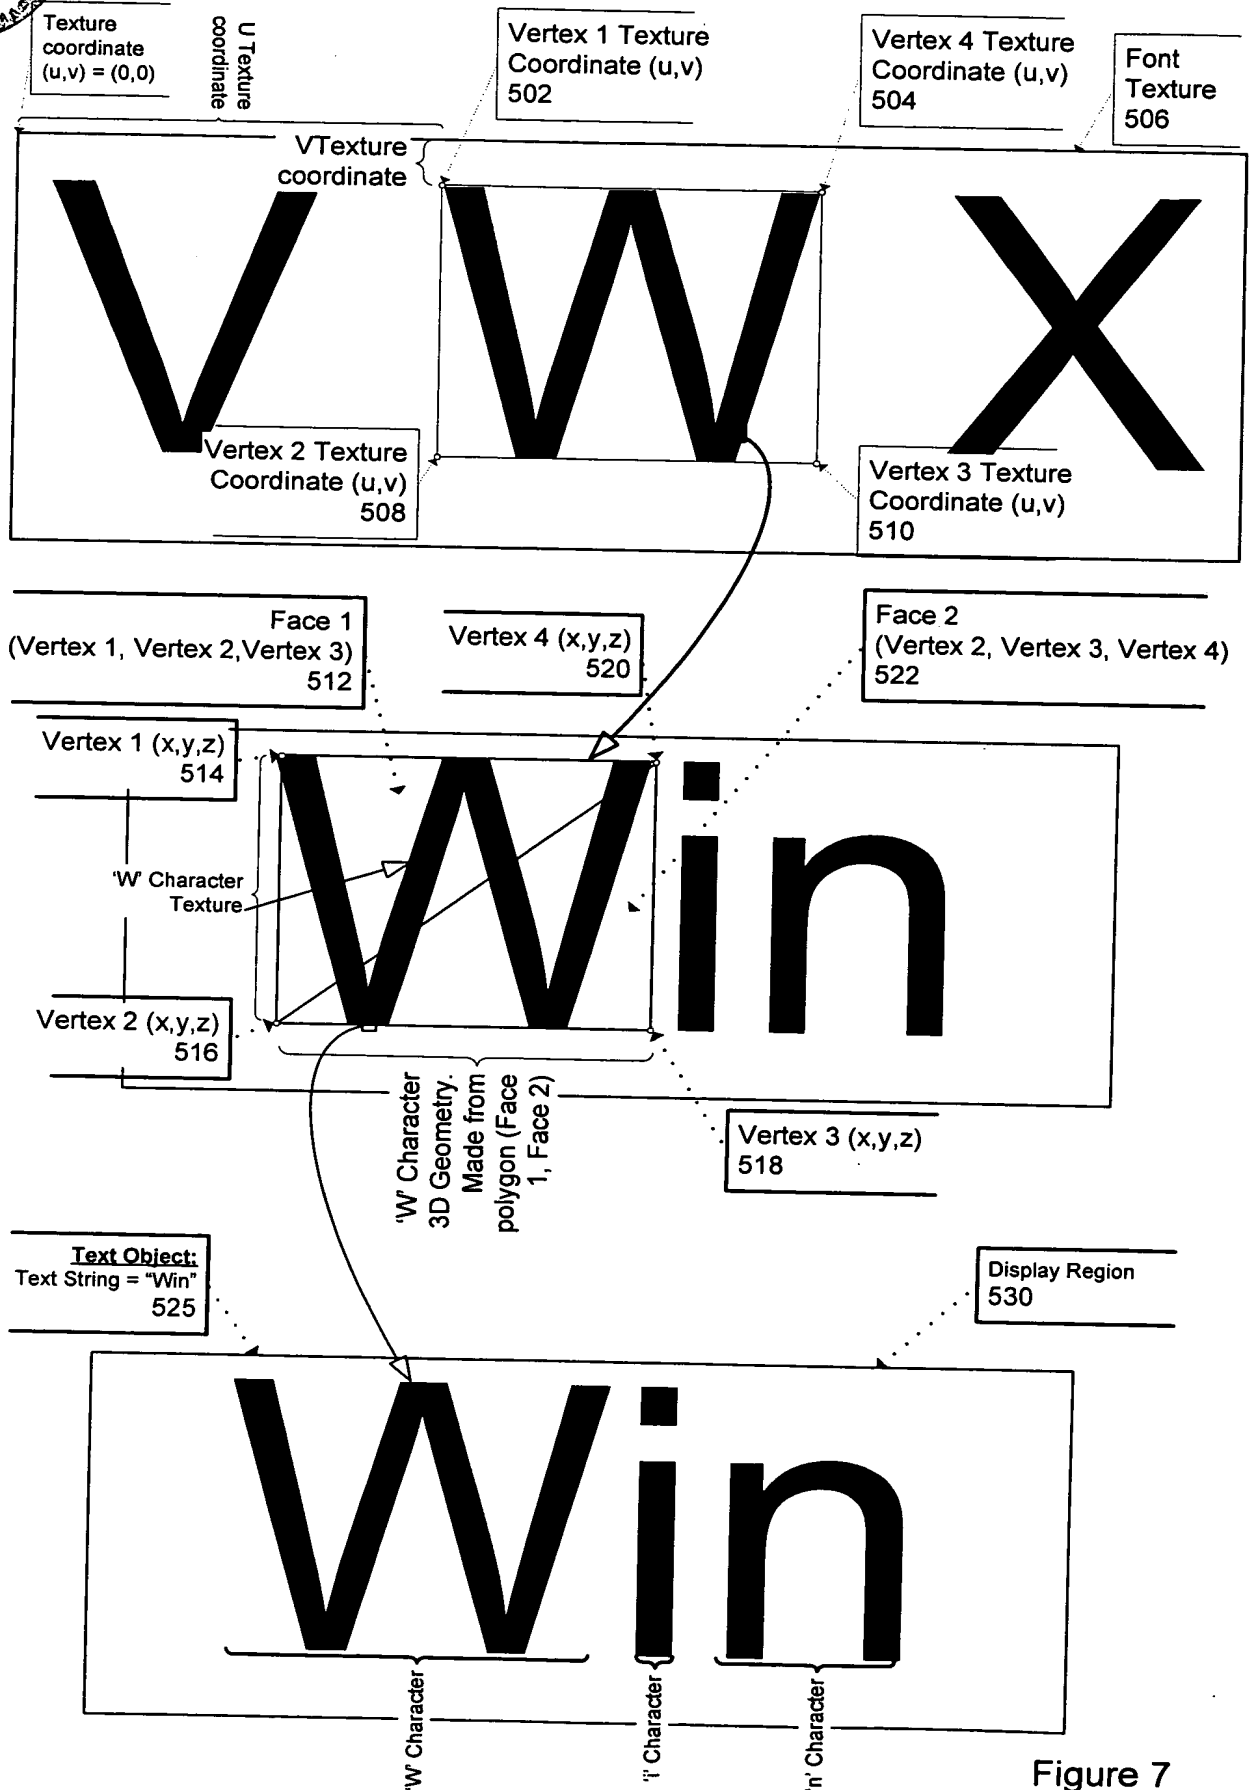 Texture
coordinate
(u,v) = (0,0)
U Texture
coordinate
Vertex 1 Texture
Coordinate (u,v)
502
Vertex 4 Texture
Coordinate (u,v)
504
Font
Texture
506
VTexture
coordinate
V W X
Vertex 2 Texture
Coordinate (u,v)
508
Vertex 3 Texture
Coordinate (u,v)
510
Face 1
(Vertex 1, Vertex 2,Vertex 3)
512
Vertex 4 (x,y,z)
520
Face 2
(Vertex 2, Vertex 3, Vertex 4)
522
Vertex 1 (x,y,z)
514
Win
'W' Character
Texture
Vertex 2 (x,y,z)
516
'W' Character
3D Geometry.
Made from
polygon (Face
1, Face 2)
Vertex 3 (x,y,z)
518
Text Object:
Text String = "Win"
525
Display Region
530
Win
'W' Character
'i' Character
'n' Character
Figure 7